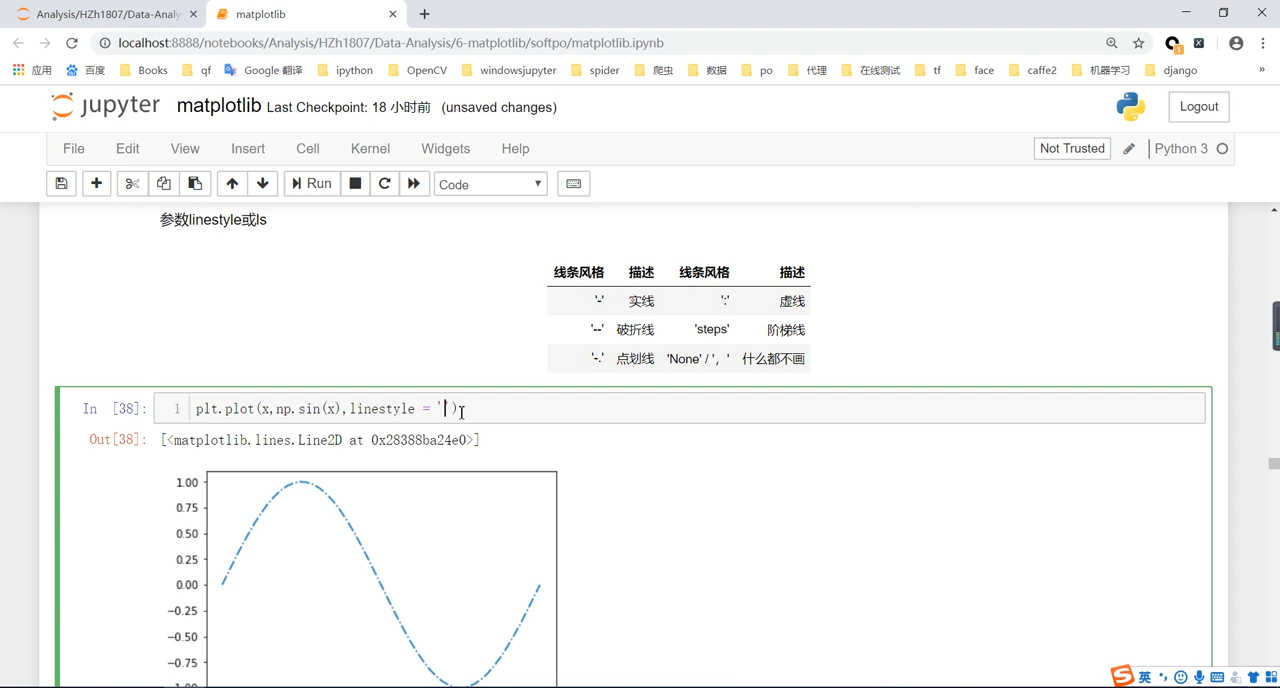 Analysis/HZh1807/Data-Analy
matplotlib
localhost:8888/notebooks/Analysis/HZh1807/Data-Analysis/6-matplotlib/softpo/matplotlib.ipynb
应用 百度 Books qf Google 翻译 ipython OpenCV windowsjupyter spider 爬虫 数据 po 代理 在线测试 tf face caffe2 机器学习 django »
jupyter matplotlib Last Checkpoint: 18 小时前 (unsaved changes) Logout
File Edit View Insert Cell Kernel Widgets Help Not Trusted Python 3
Run Code
参数linestyle或ls
线条风格 描述 线条风格 描述
'-' 实线 ':' 虚线
'--' 破折线 'steps' 阶梯线
'-.' 点划线 'None' / '，' 什么都不画
In [38]: 1 plt.plot(x,np.sin(x),linestyle = '')
Out[38]: [<matplotlib.lines.Line2D at 0x28388ba24e0>]
1.00
0.75
0.50
0.25
0.00
−0.25
−0.50
−0.75
−1.00
英